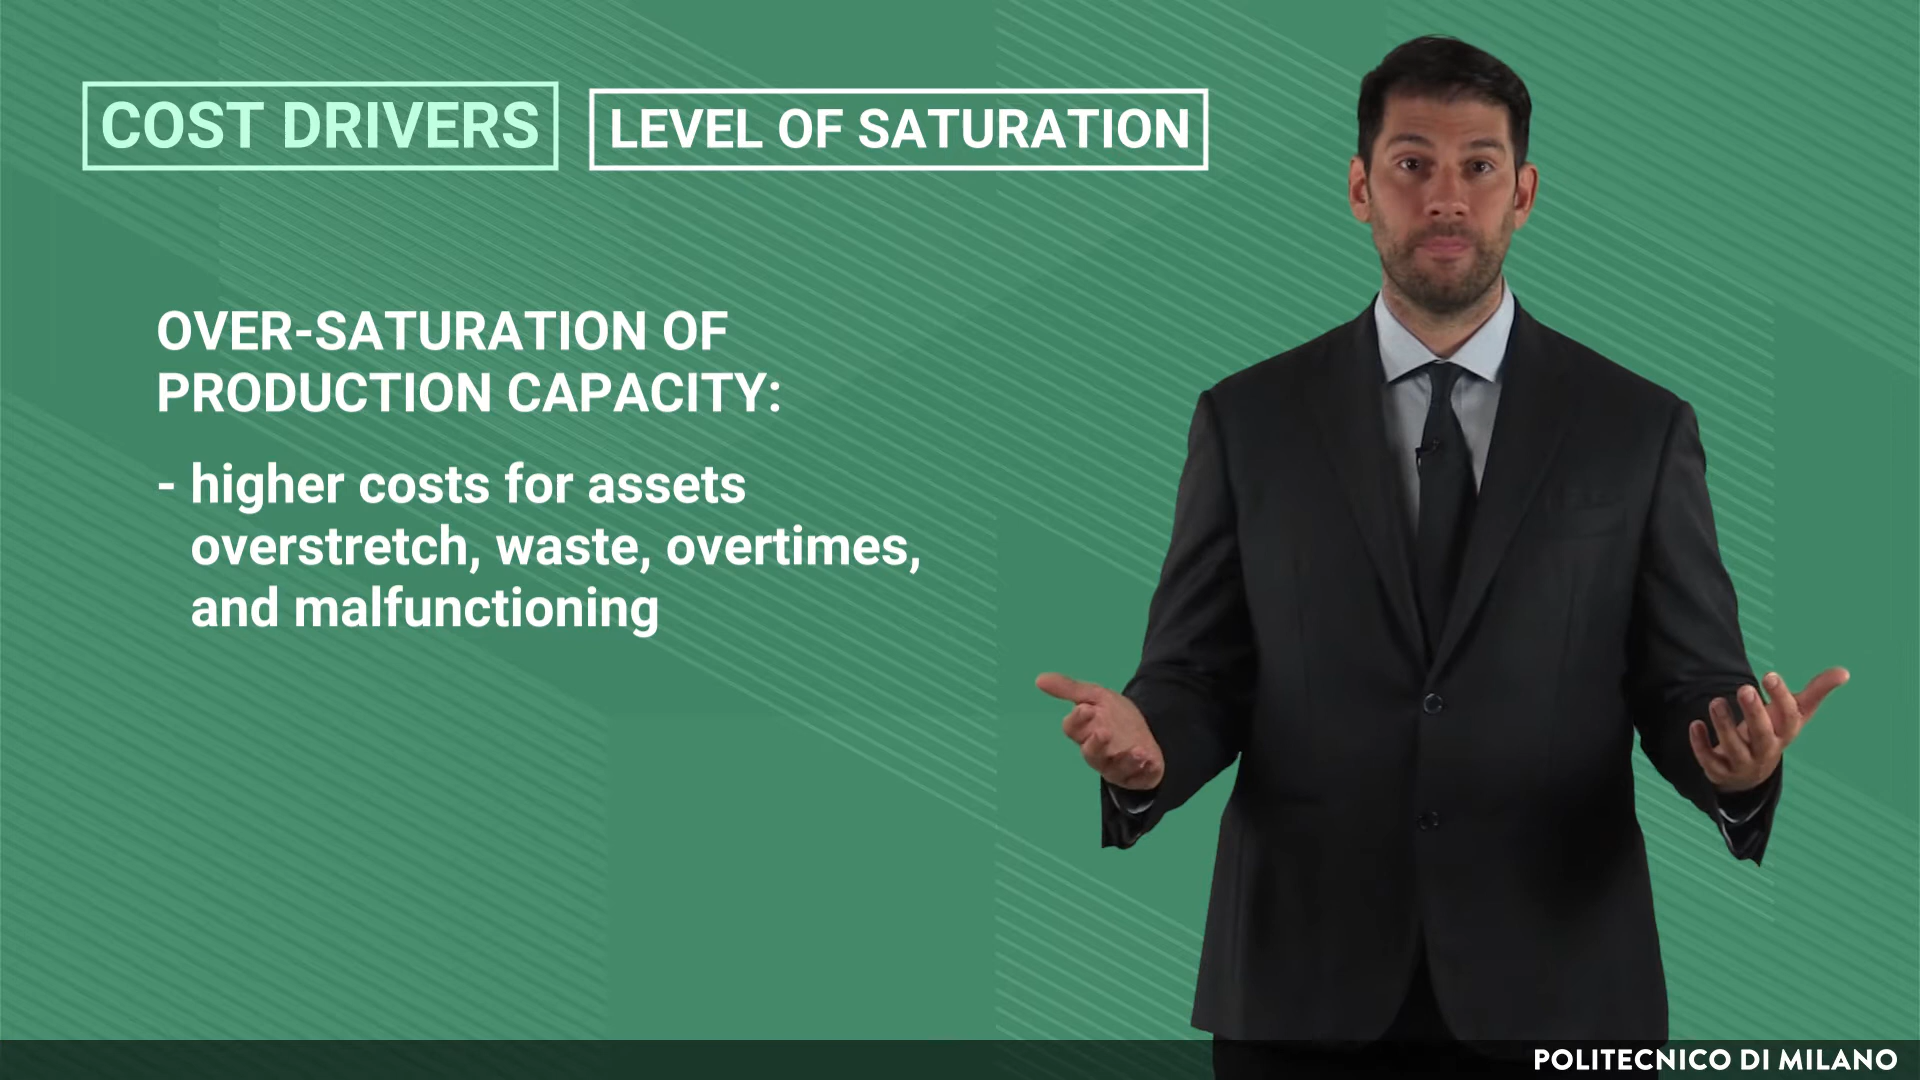 COST DRIVERS
LEVEL OF SATURATION
OVER-SATURATION OF
PRODUCTION CAPACITY:
- higher costs for assets
overstretch, waste, overtimes,
and malfunctioning
POLITECNICO DI MILANO